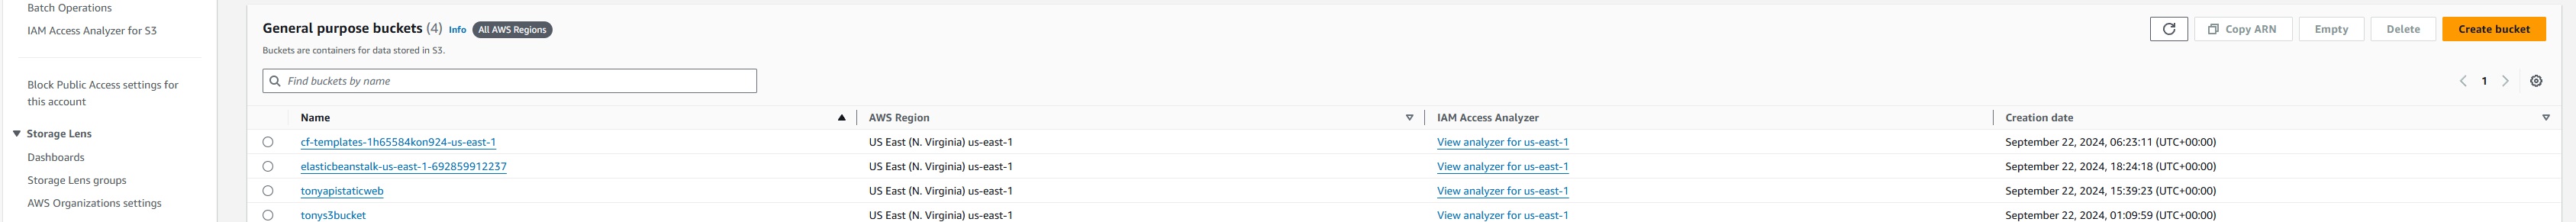 Batch Operations
IAM Access Analyzer for S3
Block Public Access settings for
this account
Storage Lens
Dashboards
Storage Lens groups
AWS Organizations settings
General purpose buckets (4) Info All AWS Regions
Buckets are containers for data stored in S3.
Copy ARN Empty Delete Create bucket
Find buckets by name
1
Name AWS Region IAM Access Analyzer Creation date
cf-templates-1h65584kon924-us-east-1 US East (N. Virginia) us-east-1 View analyzer for us-east-1 September 22, 2024, 06:23:11 (UTC+00:00)
elasticbeanstalk-us-east-1-692859912237 US East (N. Virginia) us-east-1 View analyzer for us-east-1 September 22, 2024, 18:24:18 (UTC+00:00)
tonyapistaticweb US East (N. Virginia) us-east-1 View analyzer for us-east-1 September 22, 2024, 15:39:23 (UTC+00:00)
tonys3bucket US East (N. Virginia) us-east-1 View analyzer for us-east-1 September 22, 2024, 01:09:59 (UTC+00:00)